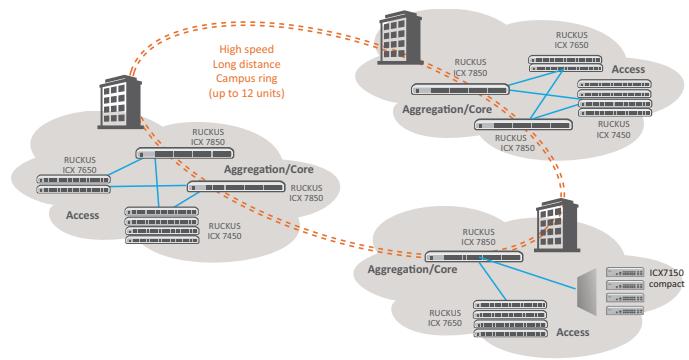 High speed
Long distance
Campus ring
(up to 12 units)
RUCKUS
ICX 7850
RUCKUS
ICX 7650
Aggregation/Core
RUCKUS
ICX 7850
Access
RUCKUS
ICX 7450
RUCKUS
ICX 7650
RUCKUS
ICX 7850
Access
Aggregation/Core
RUCKUS
ICX 7850
RUCKUS
ICX 7450
RUCKUS
ICX 7850
Aggregation/Core
ICX7150
compact
RUCKUS
ICX 7650
Access